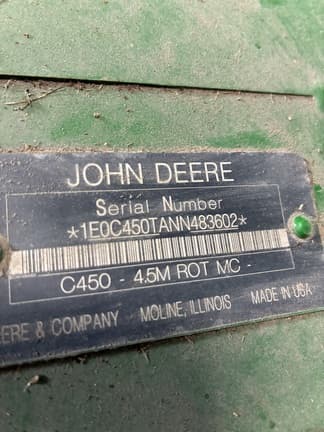 JOHN DEERE
Serial Number
*1E0C450TANN483602*
C450 - 4.5M ROT MC -
ERE & COMPANY MOLINE, ILLINOIS MADE IN USA